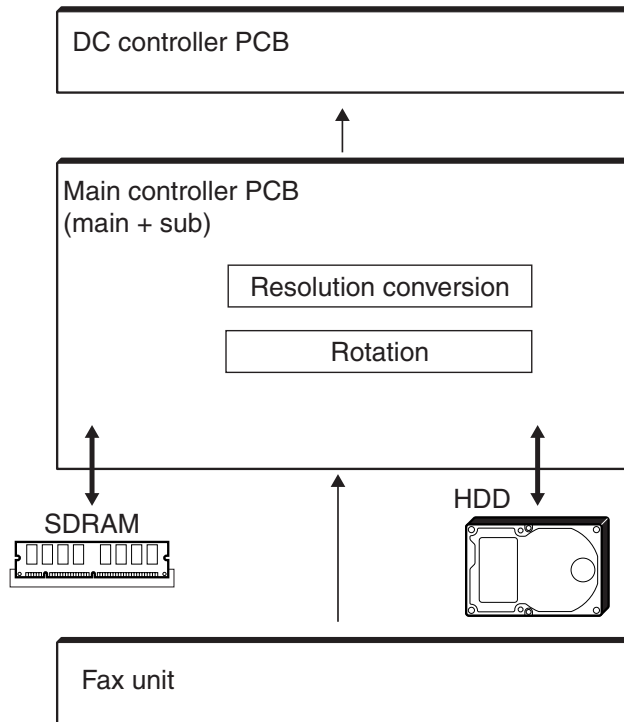 DC controller PCB
Main controller PCB
(main + sub)
Resolution conversion
Rotation
SDRAM
HDD
Fax unit